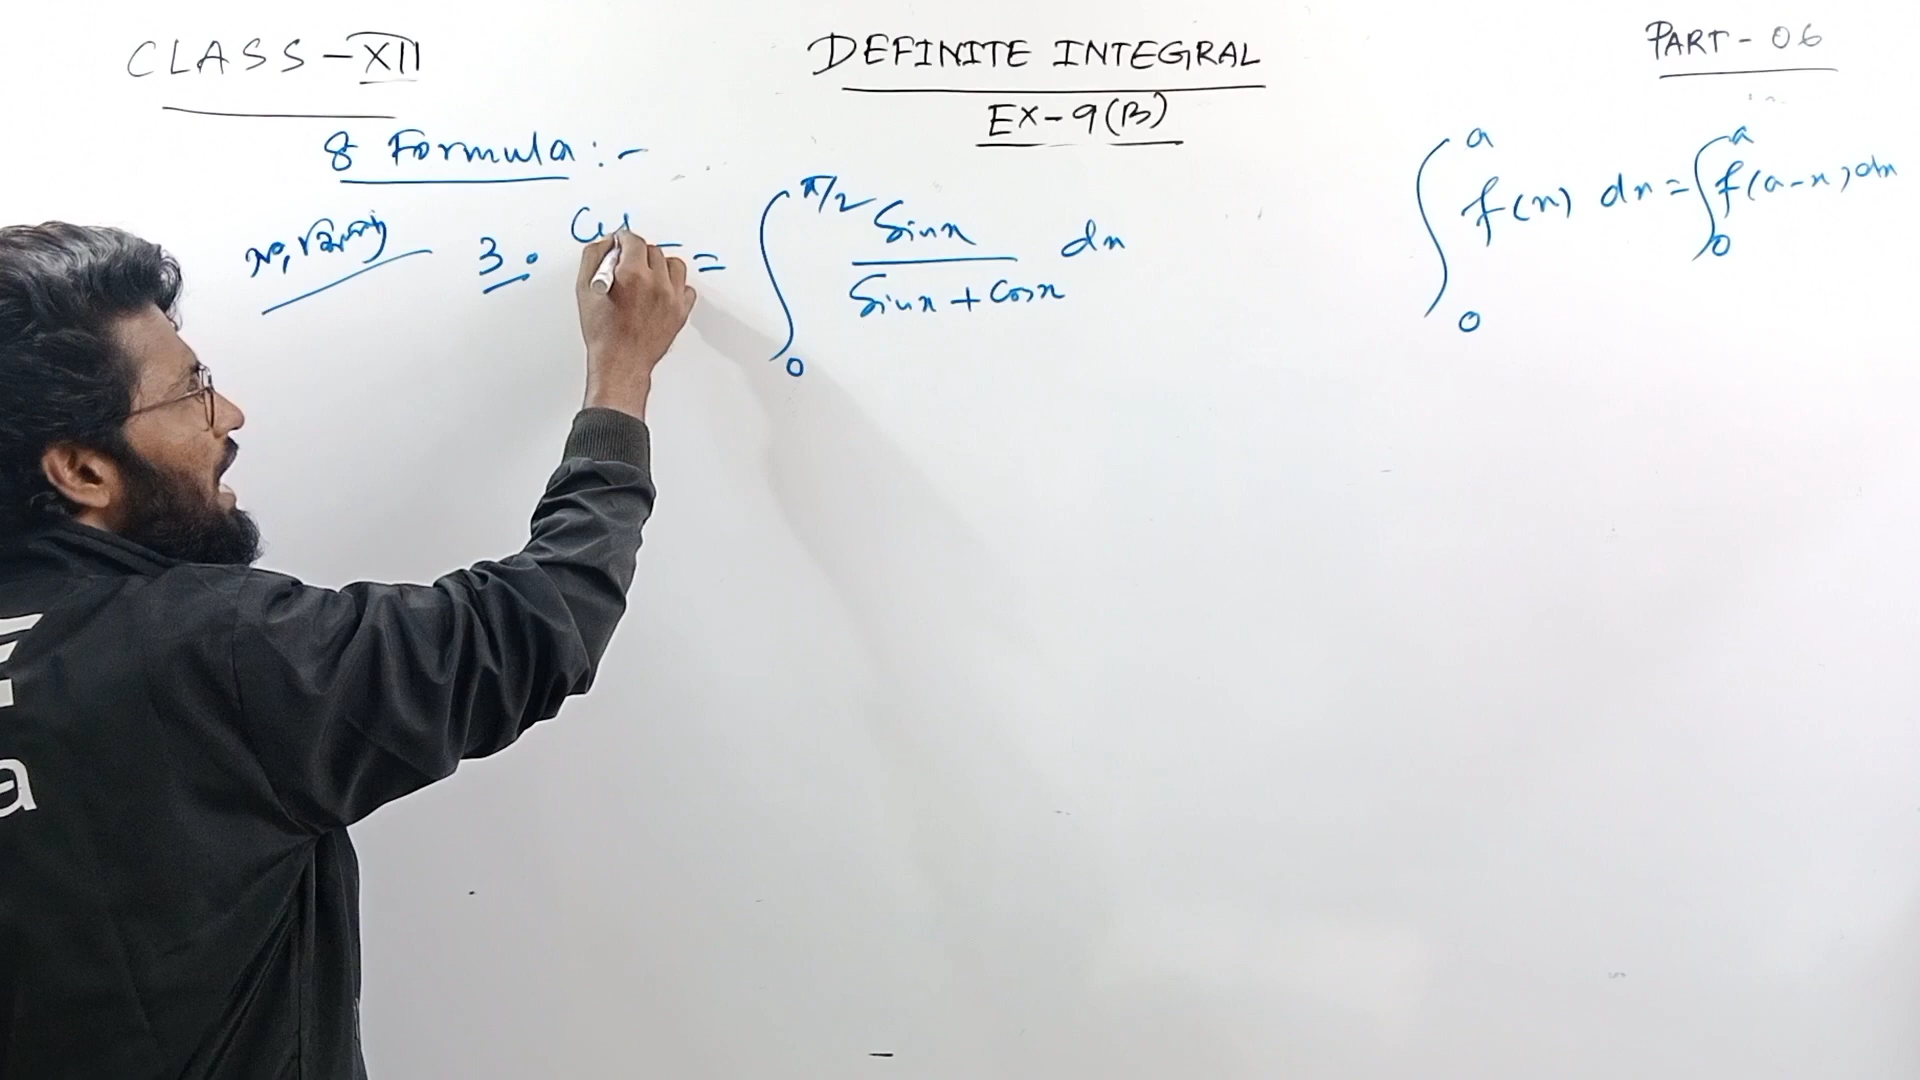 CLASS-XII
DEFINITE INTEGRAL
EX-9(B)
PART-06
8 Formula:-
3. = ∫₀^π/2 Sinx / (Sinx + Cosx) dx
∫₀^a f(x) dx = ∫₀^a f(a-x) dx
a